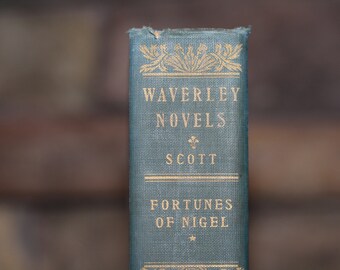 WAVERLEY
NOVELS
SCOTT
FORTUNES
OF NIGEL